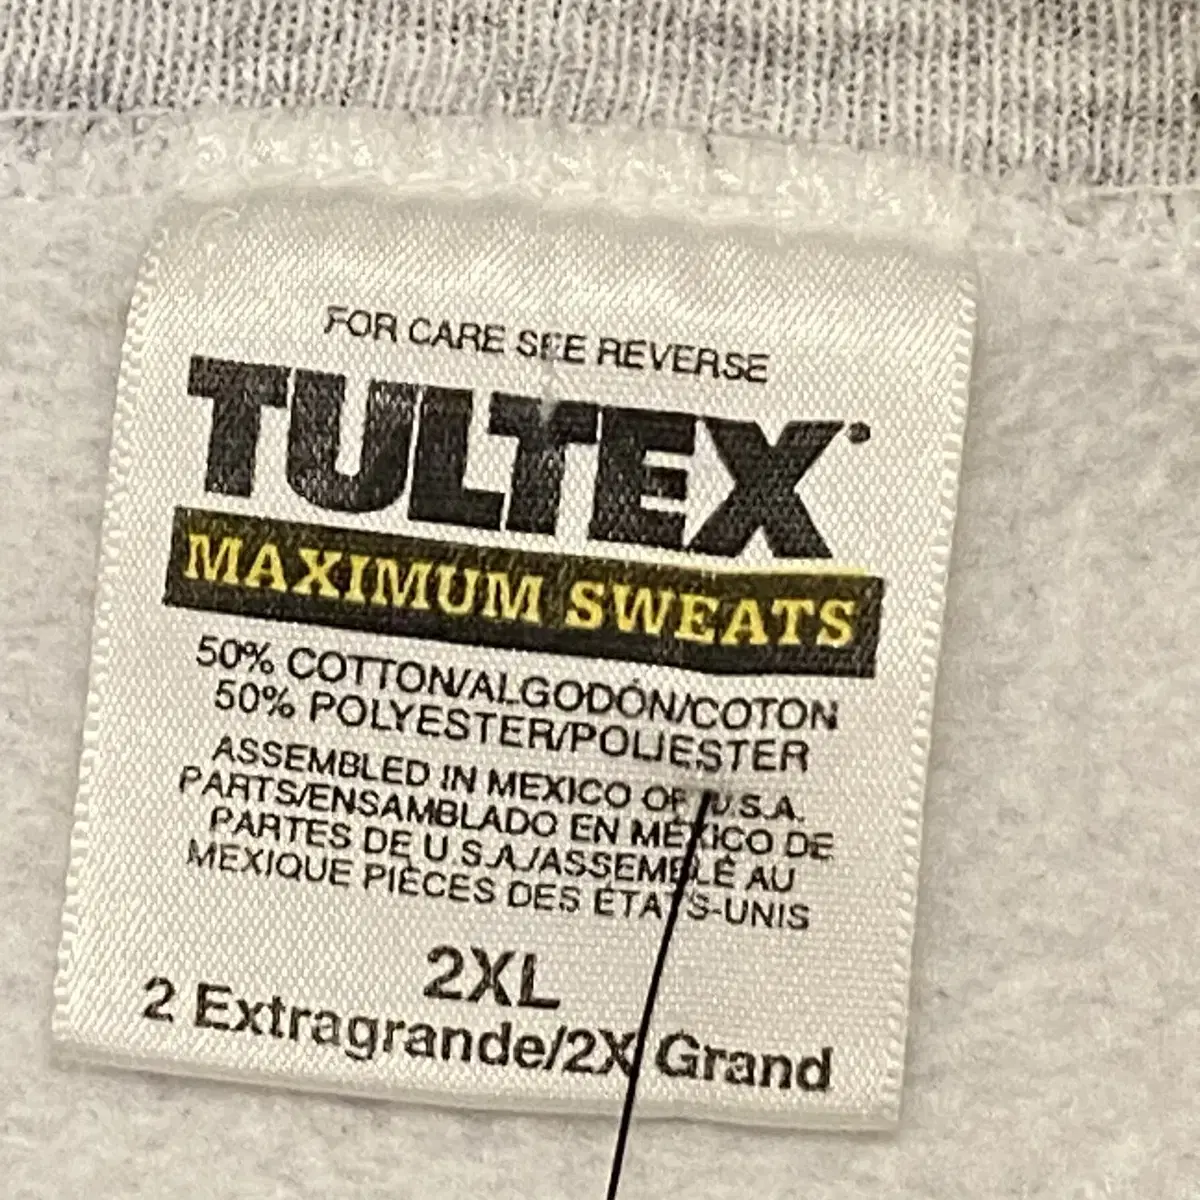 FOR CARE SEE REVERSE
TULTEX
MAXIMUM SWEATS
50% COTTON/ALGODÓN/COTON
50% POLYESTER/POLIESTER
ASSEMBLED IN MEXICO OF U.S.A.
PARTS/ENSAMBLADO EN MÉXICO DE
PARTES DE U.S.A./ASSEMBLÉ AU
MEXIQUE PIÈCES DES ÉTATS-UNIS
2XL
2 Extragrande/2X Grand